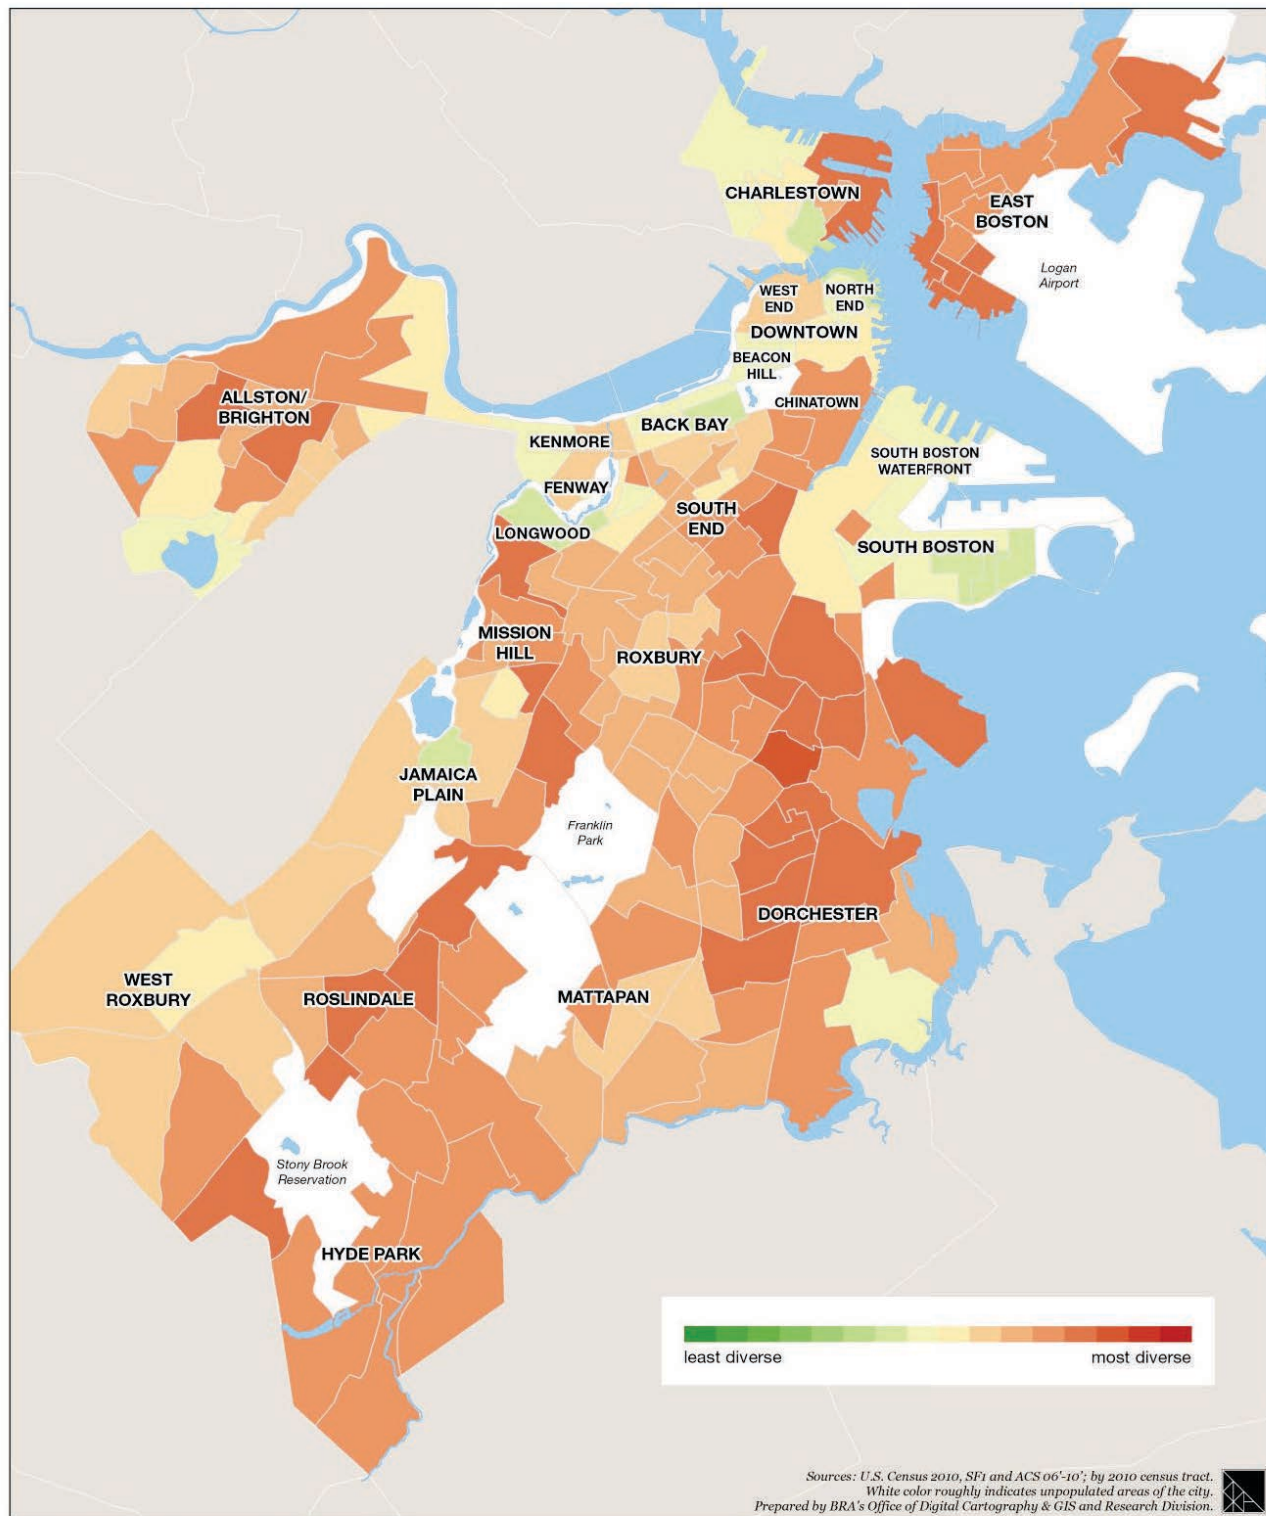 CHARLESTOWN
EAST
BOSTON
Logan
Airport
WEST
END
NORTH
END
DOWNTOWN
BEACON
HILL
CHINATOWN
ALLSTON/
BRIGHTON
BACK BAY
KENMORE
SOUTH BOSTON
WATERFRONT
FENWAY
SOUTH
END
LONGWOOD
SOUTH BOSTON
MISSION
HILL
ROXBURY
JAMAICA
PLAIN
Franklin
Park
DORCHESTER
WEST
ROXBURY
ROSLINDALE
MATTAPAN
Stony Brook
Reservation
HYDE PARK
least diverse
most diverse
Sources: U.S. Census 2010, SF1 and ACS 06'-10'; by 2010 census tract.
White color roughly indicates unpopulated areas of the city.
Prepared by BRA's Office of Digital Cartography & GIS and Research Division.